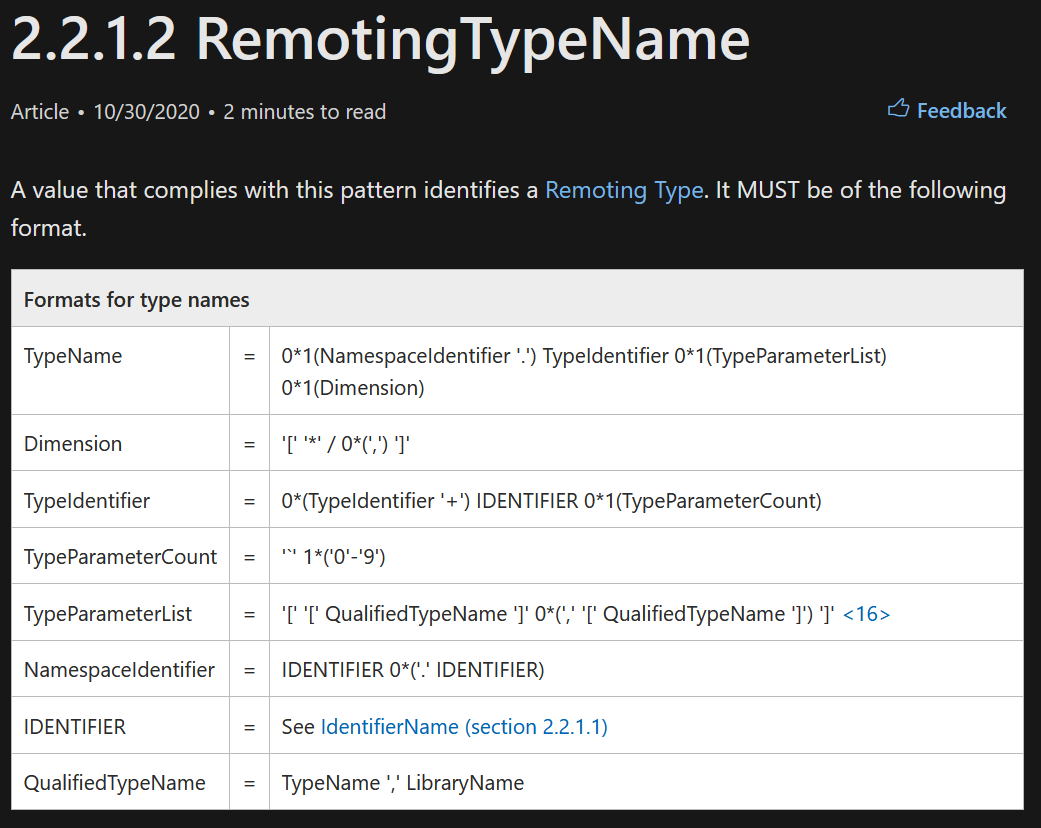 2.2.1.2 RemotingTypeName
Article • 10/30/2020 • 2 minutes to read
Feedback
A value that complies with this pattern identifies a Remoting Type. It MUST be of the following
format.
Formats for type names
TypeName = 0*1(NamespaceIdentifier '.') TypeIdentifier 0*1(TypeParameterList)
0*1(Dimension)
Dimension = '[' '*' / 0*(',') ']'
TypeIdentifier = 0*(TypeIdentifier '+') IDENTIFIER 0*1(TypeParameterCount)
TypeParameterCount = '`' 1*('0'-'9')
TypeParameterList = '[' '[' QualifiedTypeName ']' 0*(',' '[' QualifiedTypeName ']') ']' <16>
NamespaceIdentifier = IDENTIFIER 0*('.' IDENTIFIER)
IDENTIFIER = See IdentifierName (section 2.2.1.1)
QualifiedTypeName = TypeName ',' LibraryName